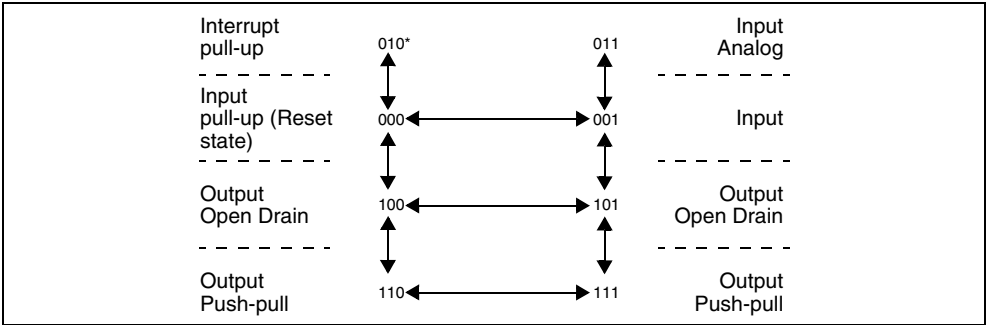 Interrupt
pull-up
010*
011
Input
Analog
Input
pull-up (Reset
state)
000
001
Input
Output
Open Drain
100
101
Output
Open Drain
Output
Push-pull
110
111
Output
Push-pull